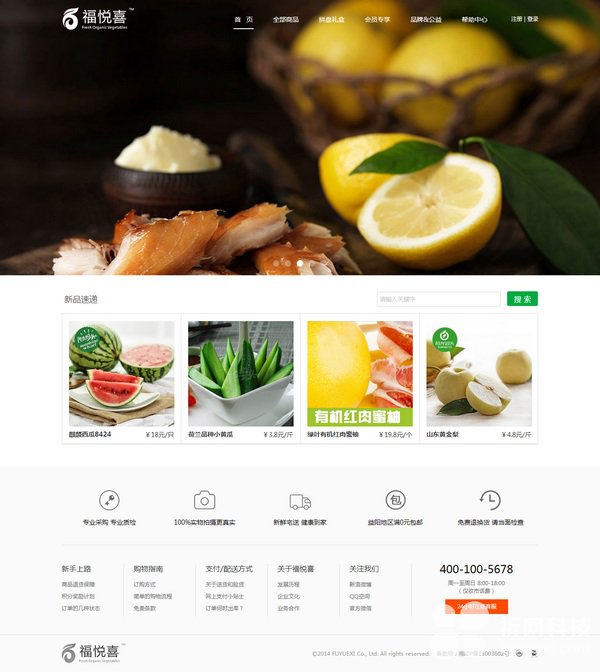 福悦喜™
Fresh Organic Vegetables
首 页 全部商品 拼盘礼盒 会员专享 品牌&公益 帮助中心 注册 | 登录
新品速递
请输入关键字 搜 索
有机红肉蜜柚
麒麟西瓜8424 ¥ 18元/只
荷兰品种小黄瓜 ¥ 3.8元/斤
绿叶有机红肉蜜柚 ¥ 19.8元/个
山东黄金梨 ¥ 4.8元/斤
专业采购 专业质检
100%实物拍摄更真实
新鲜宅送 健康到家
包
益阳地区满0元包邮
免费退换货 请当面检查
新手上路
商品退货保障
积分奖励计划
订单的几种状态
购物指南
订购方式
简单的购物流程
免责条款
支付/配送方式
关于送货和验货
网上支付小贴士
订单何时出库？
关于福悦喜
发展历程
企业文化
业务合作
关注我们
新浪微博
QQ空间
官方微信
400-100-5678
周一至周日 8:00-18:00
（仅收市话费）
24小时在线客服
福悦喜™
Fresh Organic Vegetables
©2014 FUYUEXI Co., Ltd. All rights reserved.